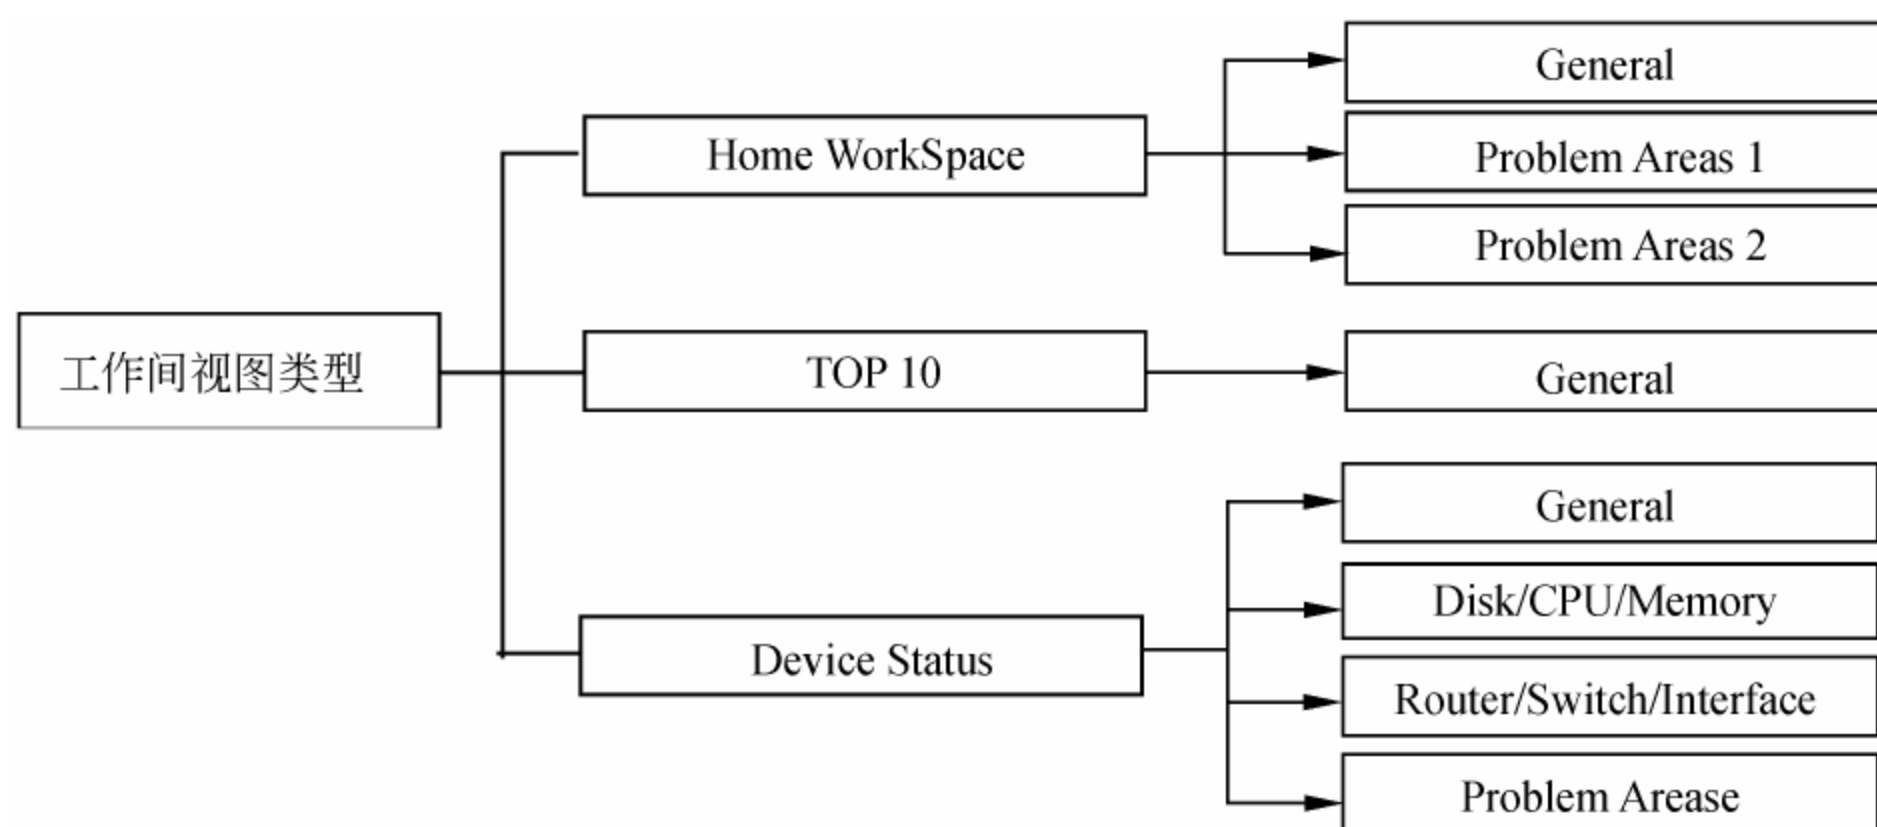 General
Home WorkSpace
Problem Areas 1
Problem Areas 2
工作间视图类型
TOP 10
General
General
Disk/CPU/Memory
Device Status
Router/Switch/Interface
Problem Arease